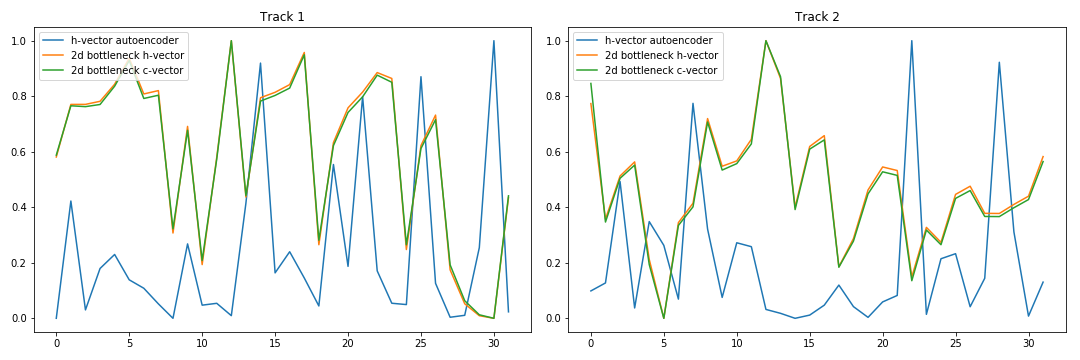 Track 1
h-vector autoencoder
2d bottleneck h-vector
2d bottleneck c-vector
1.0
0.8
0.6
0.4
0.2
0.0
0 5 10 15 20 25 30
Track 2
h-vector autoencoder
2d bottleneck h-vector
2d bottleneck c-vector
1.0
0.8
0.6
0.4
0.2
0.0
0 5 10 15 20 25 30